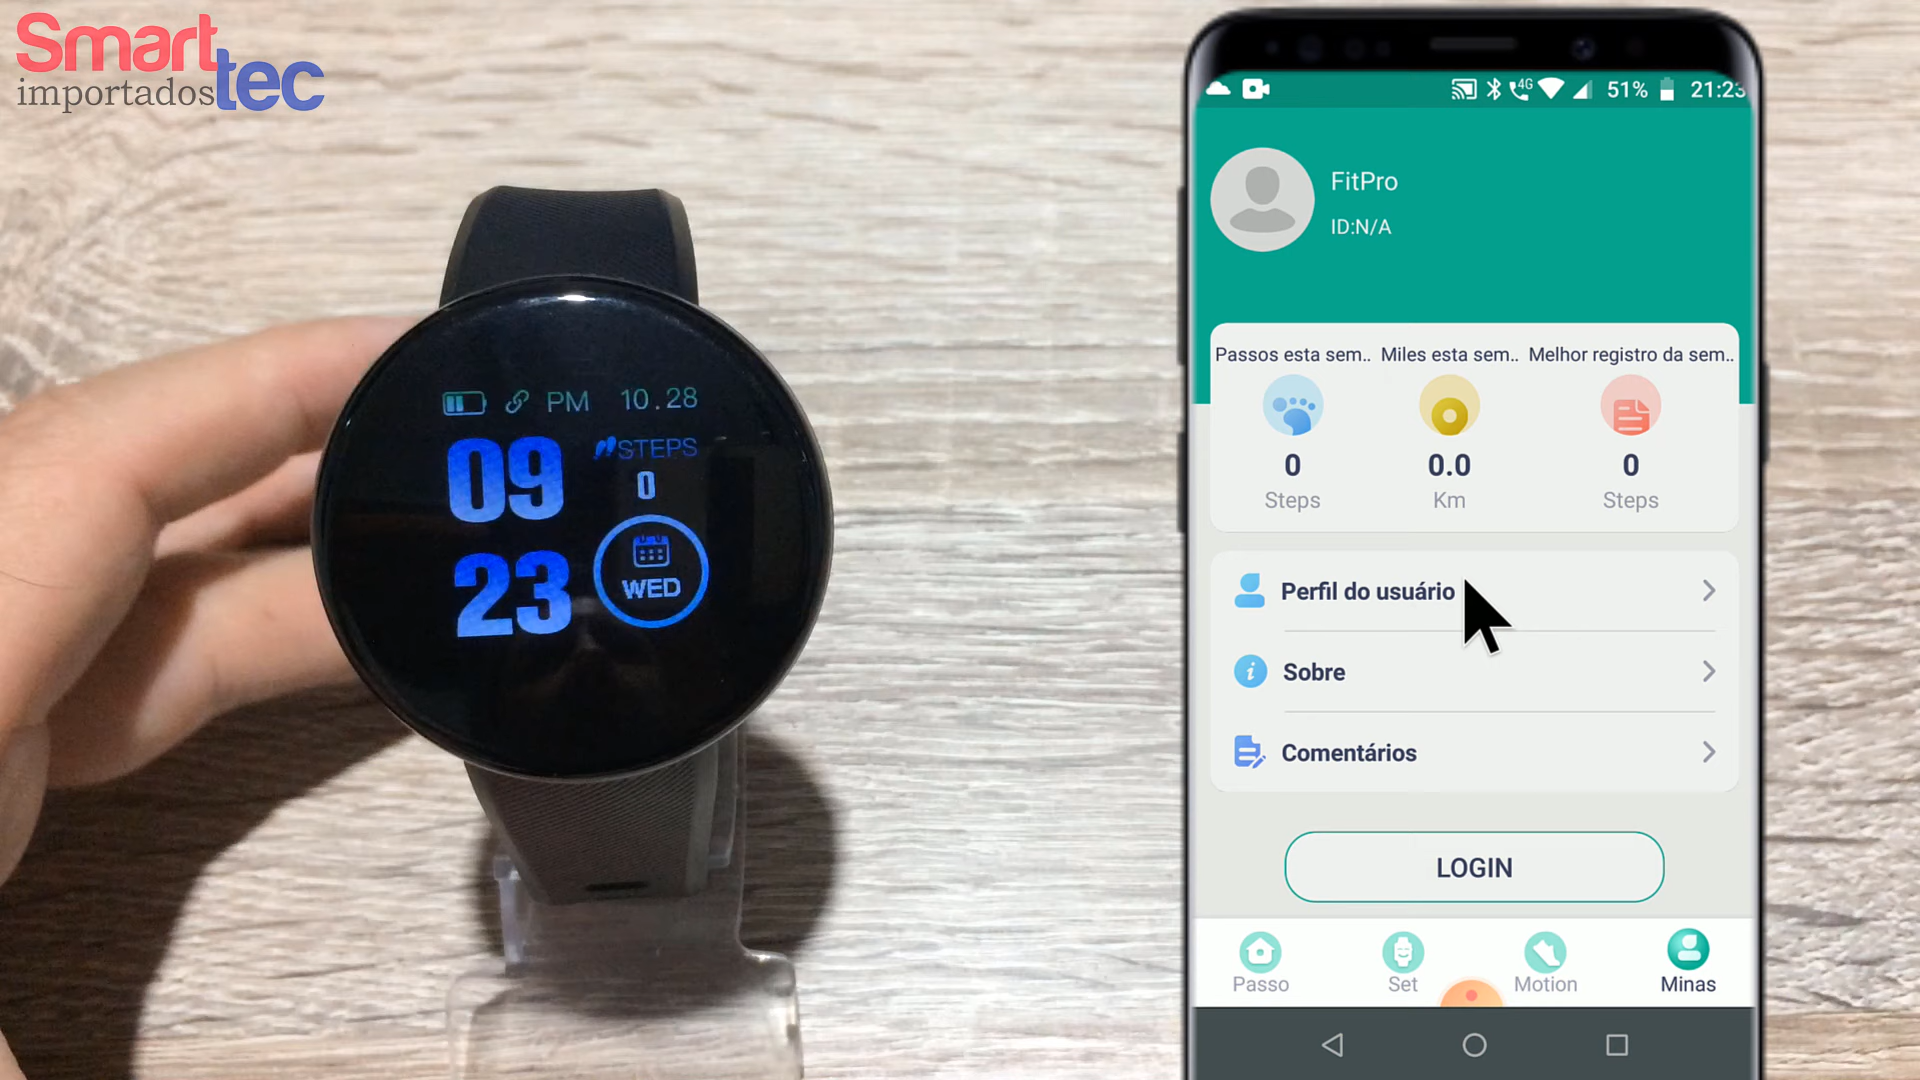 Smart
importados tec
PM 10.28
09
STEPS
0
23
WED
4G 51% 21:23
FitPro
ID:N/A
Passos esta sem.. Miles esta sem.. Melhor registro da sem..
0 0.0 0
Steps Km Steps
Perfil do usuário
i Sobre
Comentários
LOGIN
Passo Set Motion Minas